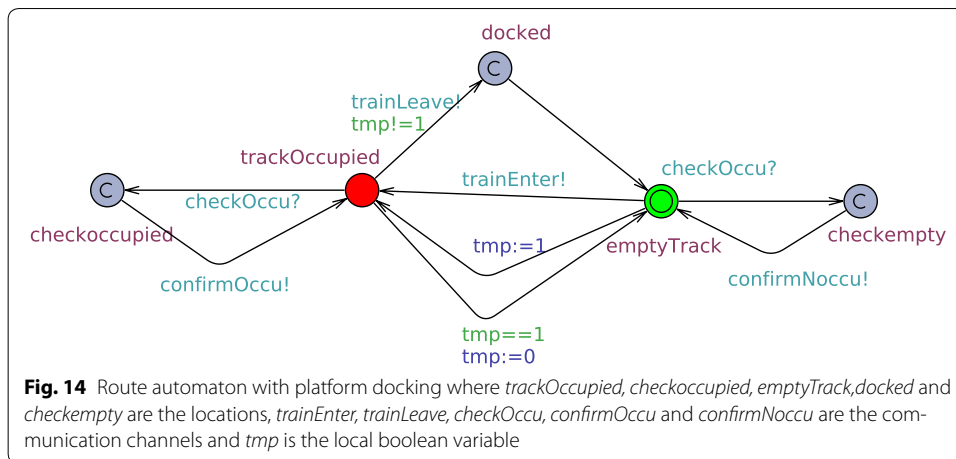 docked
C
trainLeave!
tmp!=1
trackOccupied
checkOccu?
trainEnter!
C
checkOccu?
C
checkoccupied
tmp:=1
emptyTrack
checkempty
confirmOccu!
confirmNoccu!
tmp==1
tmp:=0
Fig. 14 Route automaton with platform docking where trackOccupied, checkoccupied, emptyTrack,docked and
checkempty are the locations, trainEnter, trainLeave, checkOccu, confirmOccu and confirmNoccu are the com-
munication channels and tmp is the local boolean variable